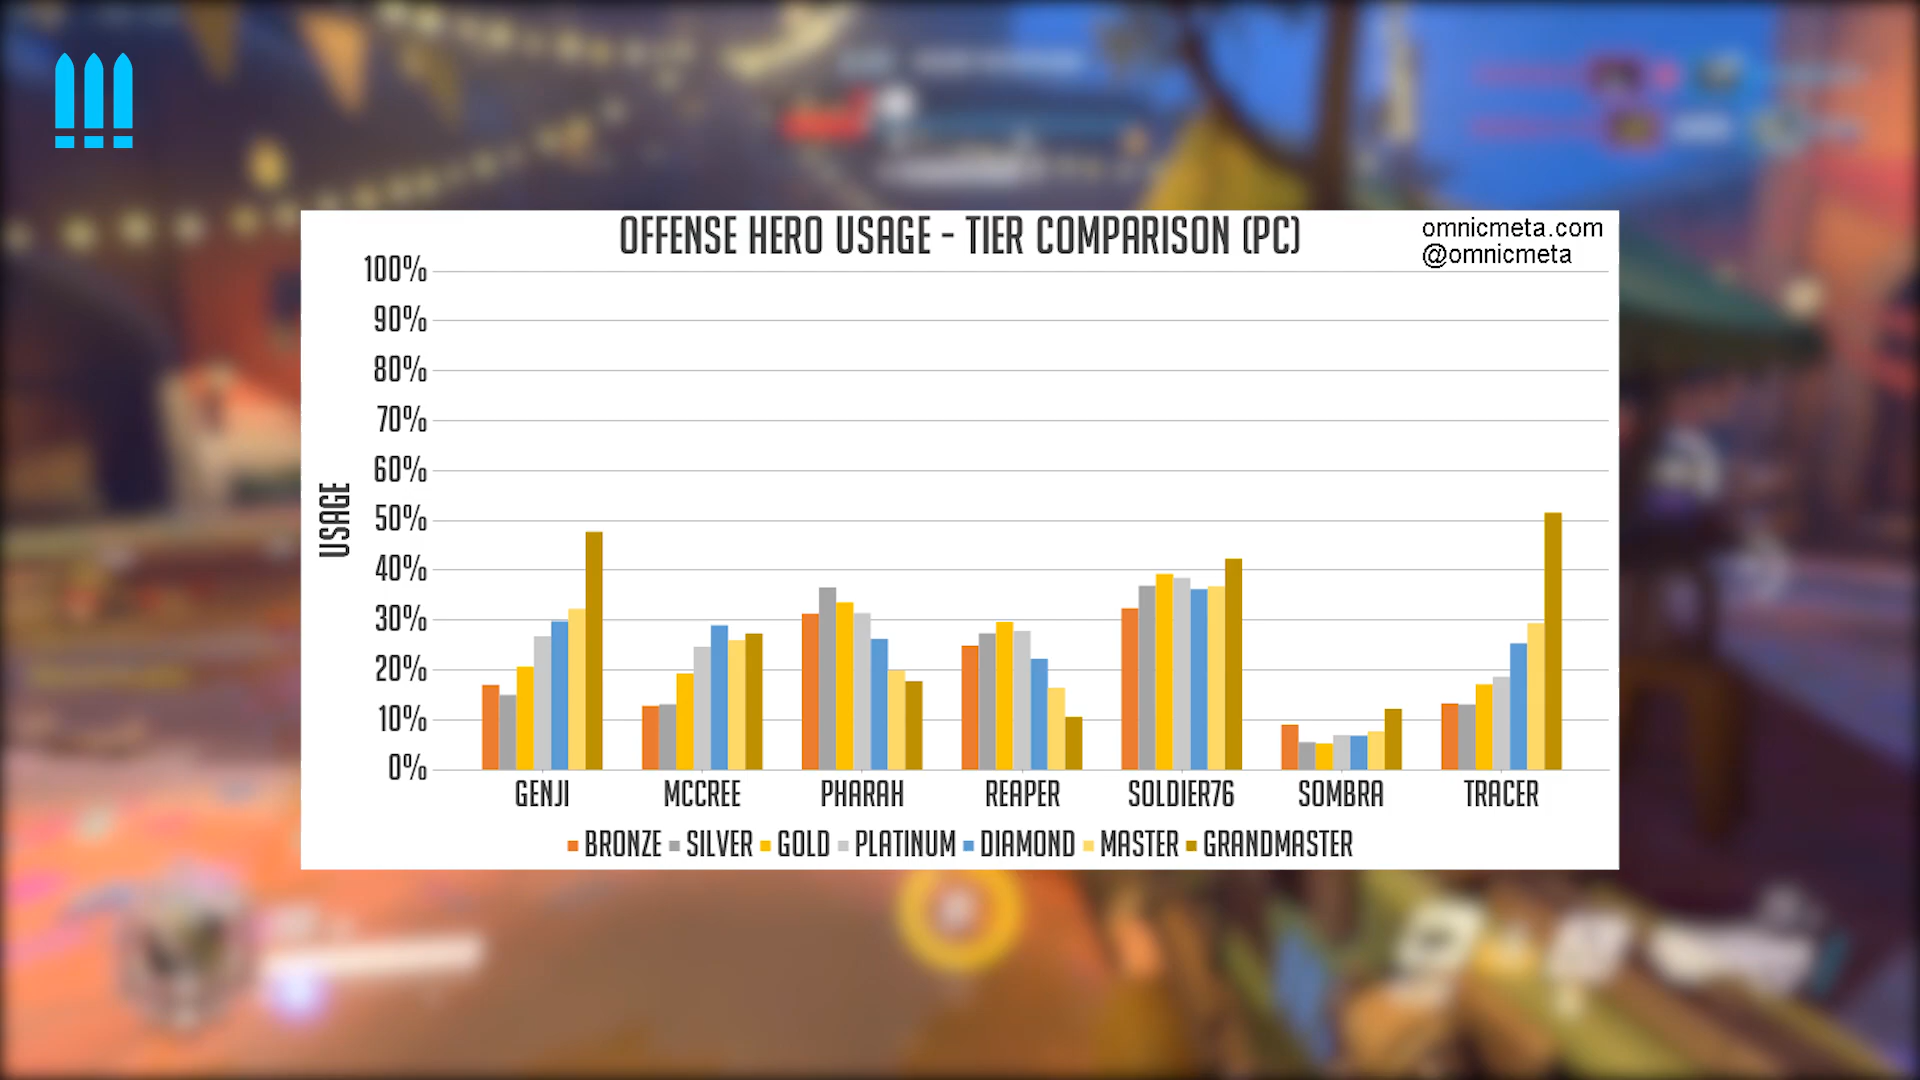 OFFENSE HERO USAGE - TIER COMPARISON (PC)
omnicmeta.com
@omnicmeta
100%
90%
80%
70%
60%
50%
40%
30%
20%
10%
0%
USAGE
GENJI MCCREE PHARAH REAPER SOLDIER76 SOMBRA TRACER
BRONZE SILVER GOLD PLATINUM DIAMOND MASTER GRANDMASTER